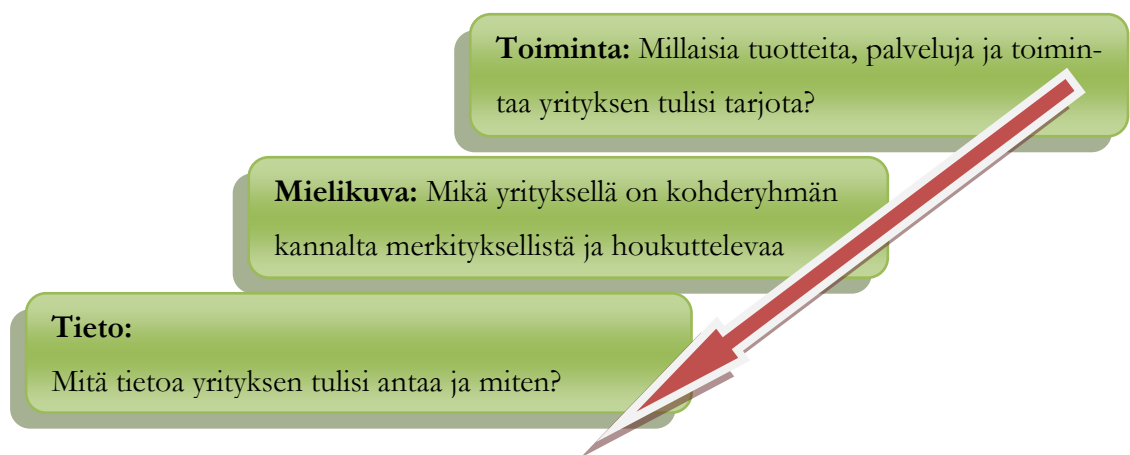 Toiminta: Millaisia tuotteita, palveluja ja toimin-
taa yrityksen tulisi tarjota?
Mielikuva: Mikä yrityksellä on kohderyhmän
kannalta merkityksellistä ja houkuttelevaa
Tieto:
Mitä tietoa yrityksen tulisi antaa ja miten?